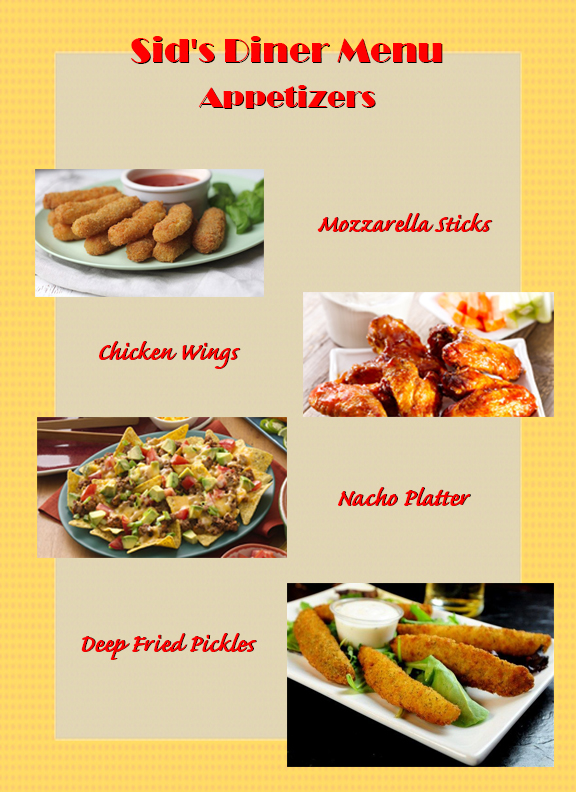 Sid's Diner Menu
Appetizers
Mozzarella Sticks
Chicken Wings
Nacho Platter
Deep Fried Pickles